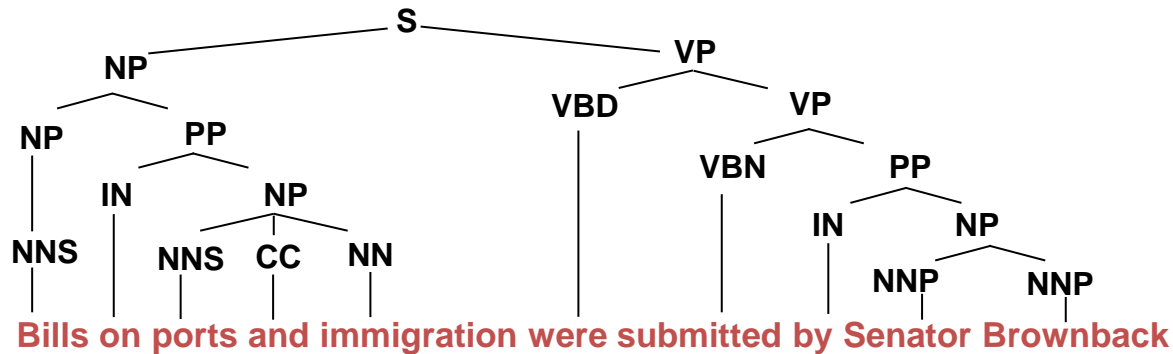 S
NP VP
VBD VP
NP PP
VBN PP
IN NP
IN NP
NNS NNS CC NN
NNP NNP
Bills on ports and immigration were submitted by Senator Brownback